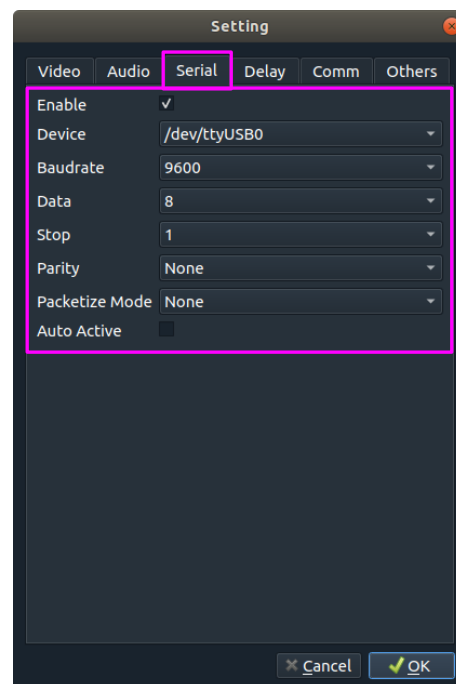 Setting
Video Audio Serial Delay Comm Others
Enable
Device /dev/ttyUSB0
Baudrate 9600
Data 8
Stop 1
Parity None
Packetize Mode None
Auto Active
Cancel OK